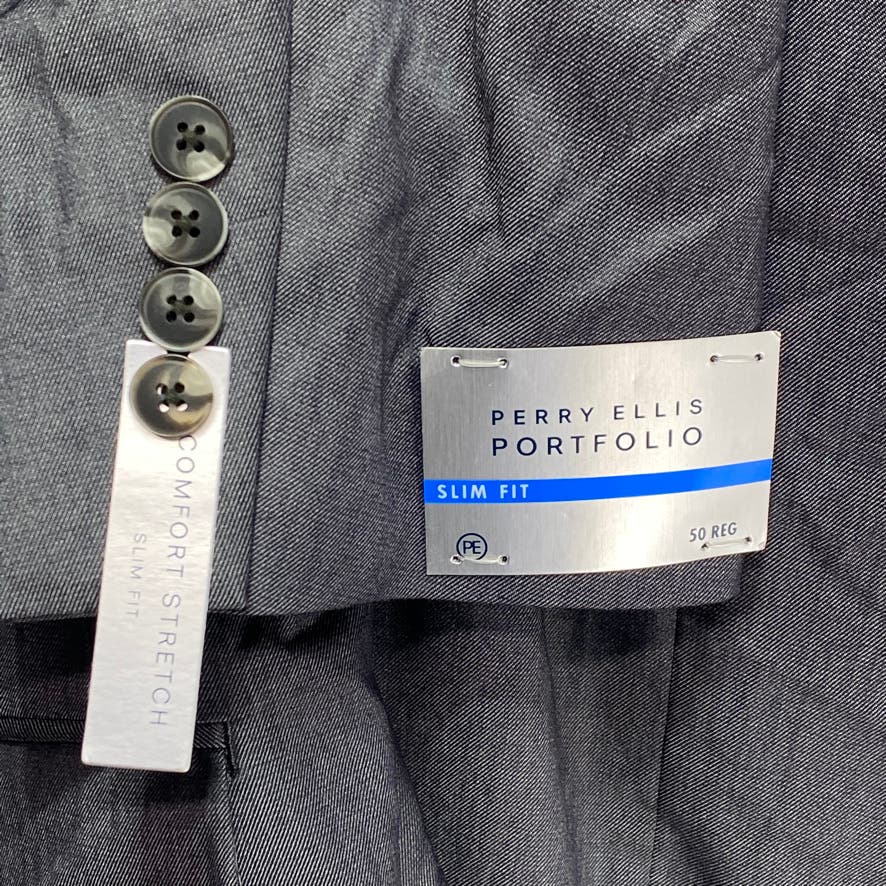 PERRY ELLIS
PORTFOLIO
SLIM FIT
PE
50 REG
COMFORT STRETCH
SLIM FIT